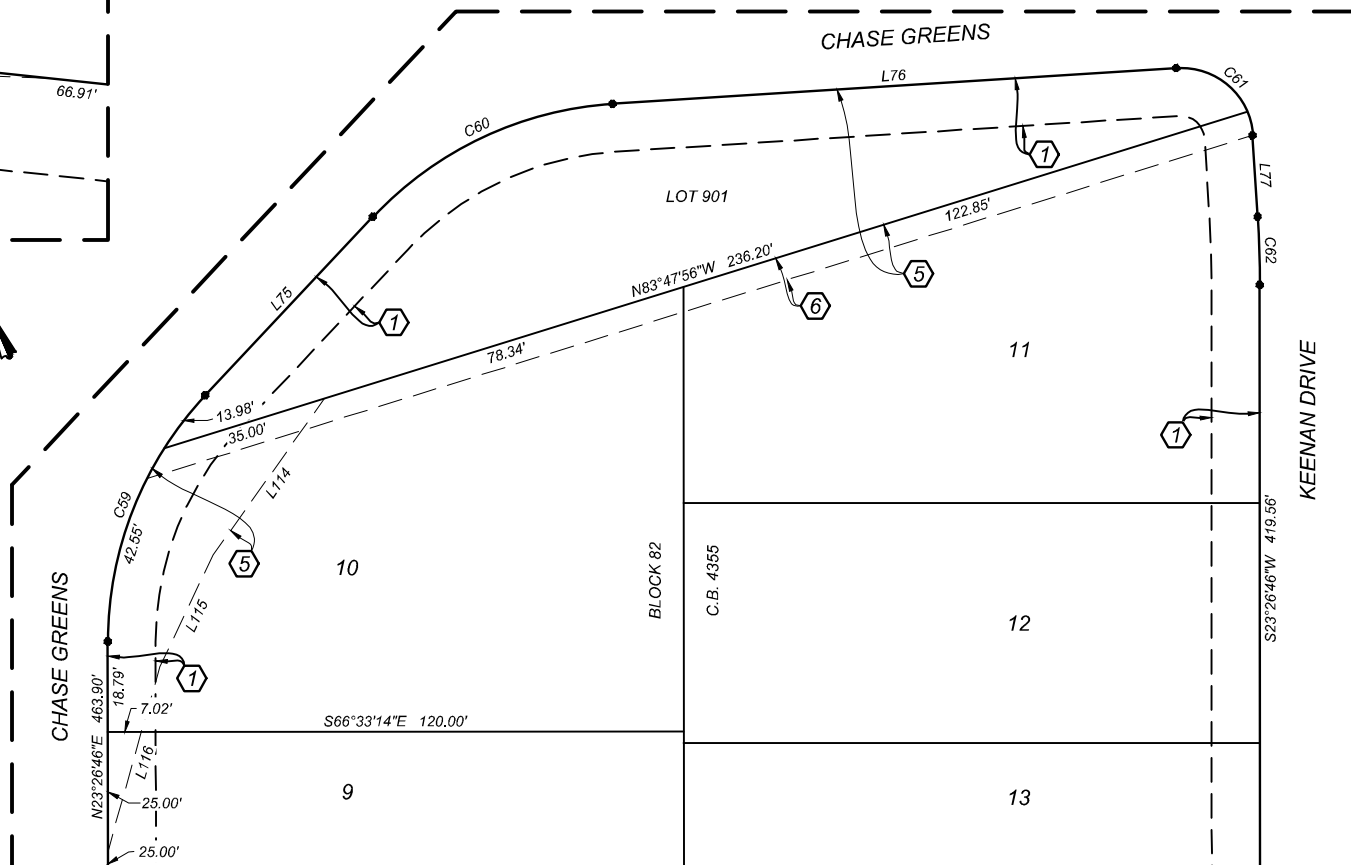 CHASE GREENS
66.91'
L76
C61
C60
1
LOT 901
L77
122.85'
N83°47'56"W 236.20'
C62
5
6
L75
1
78.34'
11
KEENAN DRIVE
13.98'
35.00'
1
L114
C59
42.55'
5
10
BLOCK 82
C.B. 4355
S23°26'46"W 419.56'
L115
12
CHASE GREENS
1
N23°26'46"E 463.90'
18.79'
7.02'
S66°33'14"E 120.00'
L116
9
13
25.00'
25.00'